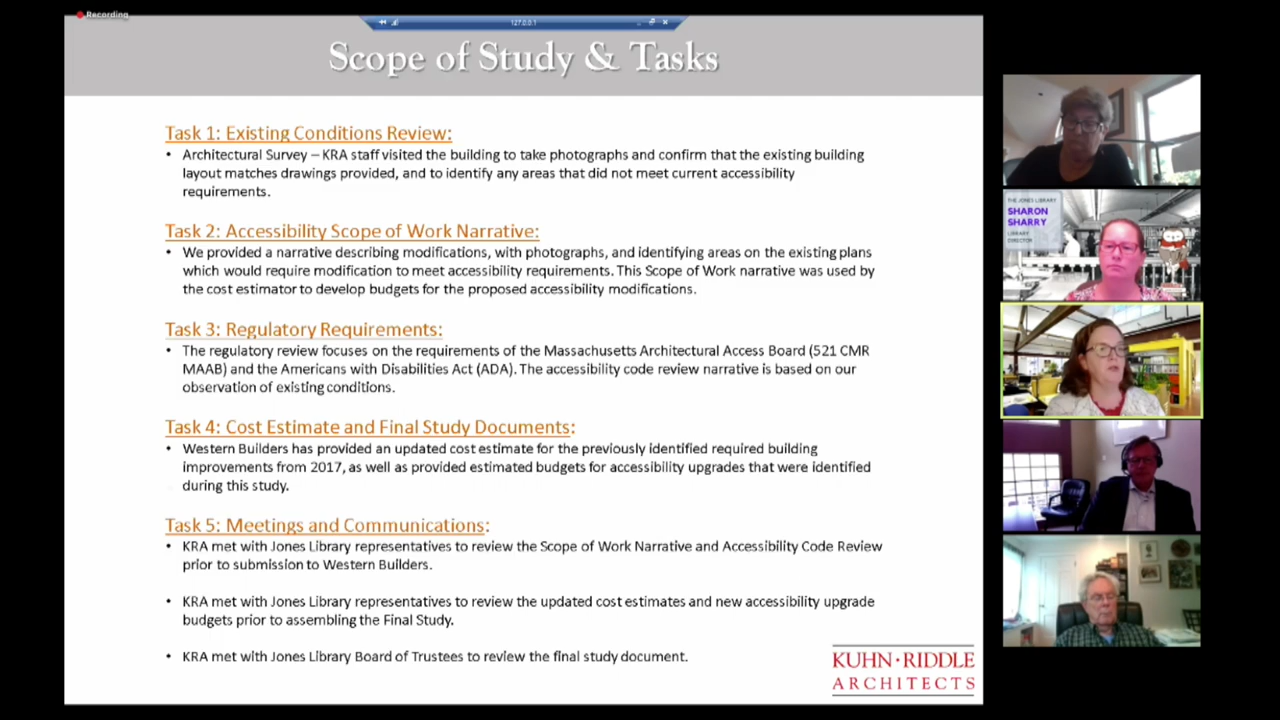 Recording
127.0.0.1
Scope of Study & Tasks
Task 1: Existing Conditions Review:
• Architectural Survey – KRA staff visited the building to take photographs and confirm that the existing building
layout matches drawings provided, and to identify any areas that did not meet current accessibility
requirements.
Task 2: Accessibility Scope of Work Narrative:
• We provided a narrative describing modifications, with photographs, and identifying areas on the existing plans
which would require modification to meet accessibility requirements. This Scope of Work narrative was used by
the cost estimator to develop budgets for the proposed accessibility modifications.
Task 3: Regulatory Requirements:
• The regulatory review focuses on the requirements of the Massachusetts Architectural Access Board (521 CMR
MAAB) and the Americans with Disabilities Act (ADA). The accessibility code review narrative is based on our
observation of existing conditions.
Task 4: Cost Estimate and Final Study Documents:
• Western Builders has provided an updated cost estimate for the previously identified required building
improvements from 2017, as well as provided estimated budgets for accessibility upgrades that were identified
during this study.
Task 5: Meetings and Communications:
• KRA met with Jones Library representatives to review the Scope of Work Narrative and Accessibility Code Review
prior to submission to Western Builders.
• KRA met with Jones Library representatives to review the updated cost estimates and new accessibility upgrade
budgets prior to assembling the Final Study.
• KRA met with Jones Library Board of Trustees to review the final study document.
KUHN • RIDDLE
ARCHITECTS
THE JONES LIBRARY
SHARON
SHARRY
LIBRARY
DIRECTOR